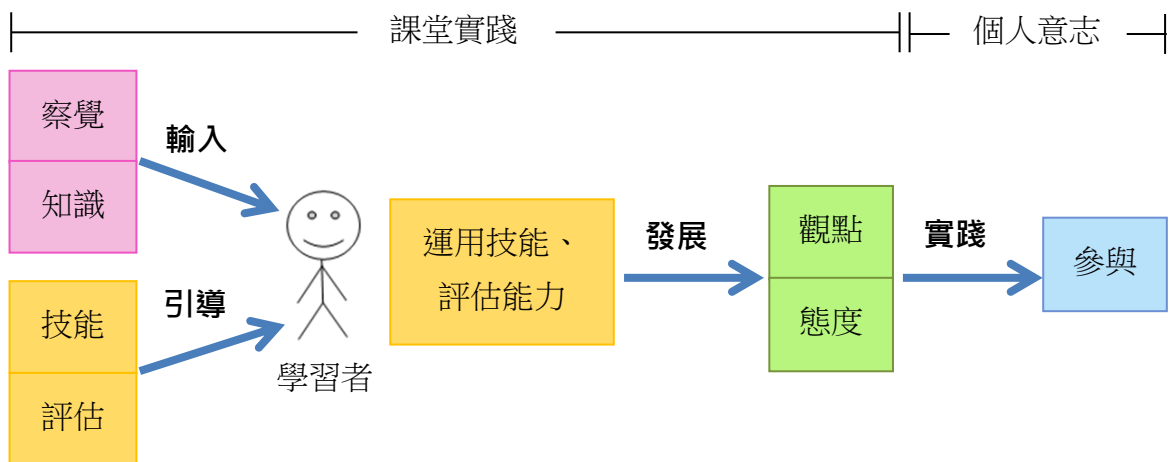 課堂實踐
個人意志
察覺
知識
輸入
技能
評估
引導
學習者
運用技能、
評估能力
發展
觀點
態度
實踐
參與